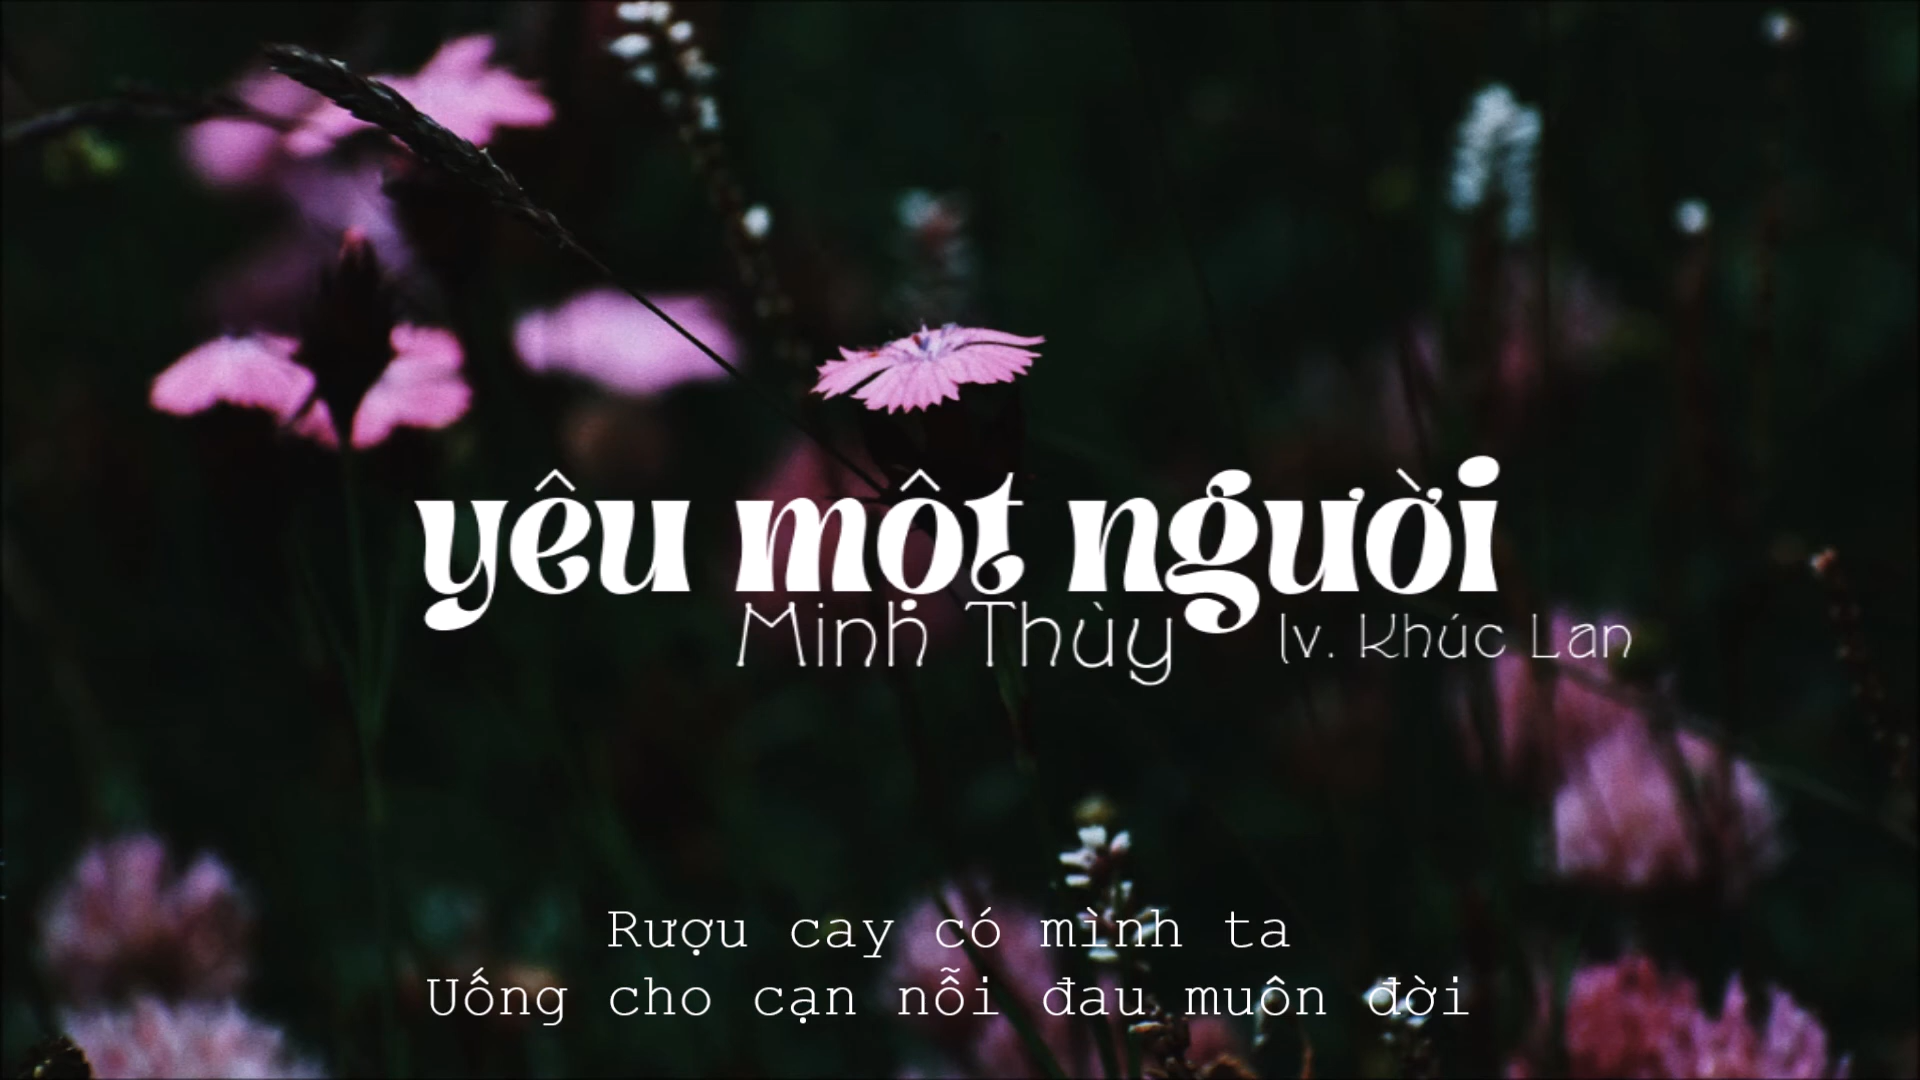 yêu một người
Minh Thùy lv. Khúc Lan
Rượu cay có mình ta
Uống cho cạn nỗi đau muôn đời